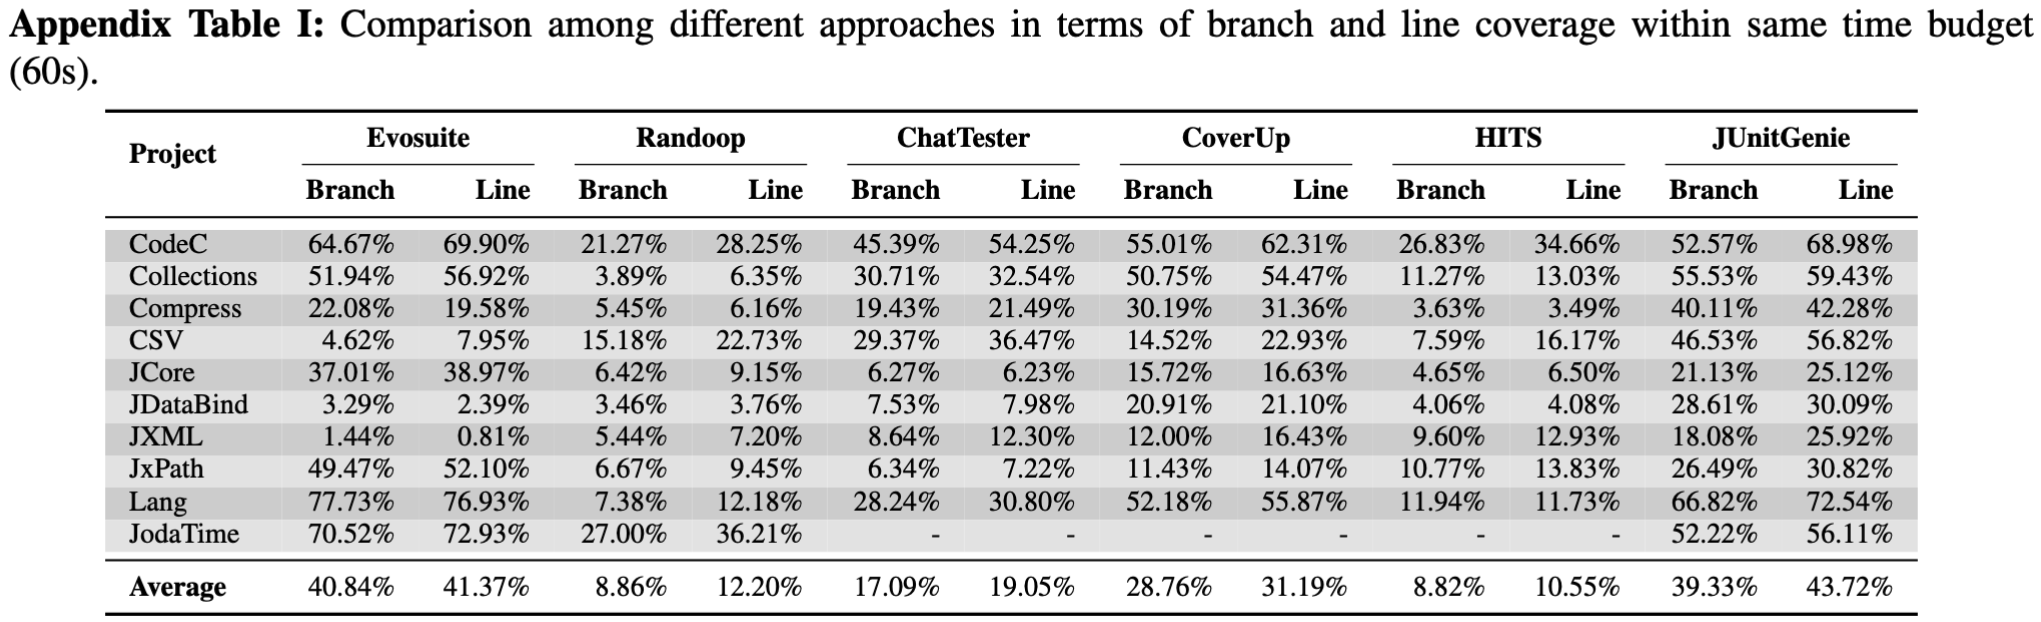 Appendix Table I: Comparison among different approaches in terms of branch and line coverage within same time budget
(60s).
Project Evosuite Randoop ChatTester CoverUp HITS JUnitGenie
Branch Line Branch Line Branch Line Branch Line Branch Line Branch Line
CodeC 64.67% 69.90% 21.27% 28.25% 45.39% 54.25% 55.01% 62.31% 26.83% 34.66% 52.57% 68.98%
Collections 51.94% 56.92% 3.89% 6.35% 30.71% 32.54% 50.75% 54.47% 11.27% 13.03% 55.53% 59.43%
Compress 22.08% 19.58% 5.45% 6.16% 19.43% 21.49% 30.19% 31.36% 3.63% 3.49% 40.11% 42.28%
CSV 4.62% 7.95% 15.18% 22.73% 29.37% 36.47% 14.52% 22.93% 7.59% 16.17% 46.53% 56.82%
JCore 37.01% 38.97% 6.42% 9.15% 6.27% 6.23% 15.72% 16.63% 4.65% 6.50% 21.13% 25.12%
JDataBind 3.29% 2.39% 3.46% 3.76% 7.53% 7.98% 20.91% 21.10% 4.06% 4.08% 28.61% 30.09%
JXML 1.44% 0.81% 5.44% 7.20% 8.64% 12.30% 12.00% 16.43% 9.60% 12.93% 18.08% 25.92%
JxPath 49.47% 52.10% 6.67% 9.45% 6.34% 7.22% 11.43% 14.07% 10.77% 13.83% 26.49% 30.82%
Lang 77.73% 76.93% 7.38% 12.18% 28.24% 30.80% 52.18% 55.87% 11.94% 11.73% 66.82% 72.54%
JodaTime 70.52% 72.93% 27.00% 36.21% - - - - - - 52.22% 56.11%
Average 40.84% 41.37% 8.86% 12.20% 17.09% 19.05% 28.76% 31.19% 8.82% 10.55% 39.33% 43.72%